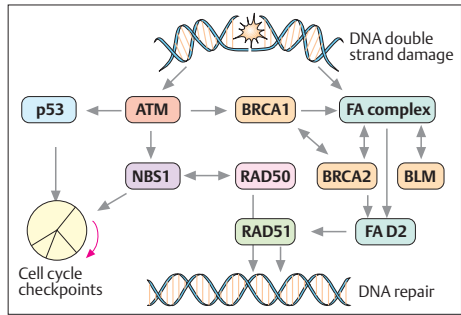 DNA double
strand damage
p53
ATM
BRCA1
FA complex
NBS1
RAD50
BRCA2
BLM
RAD51
FA D2
Cell cycle
checkpoints
DNA repair